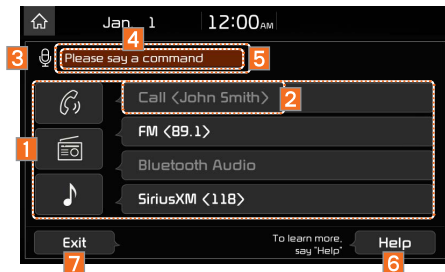 Jan 1 12:00AM
4
3 Please say a command 5
Call <John Smith> 2
FM <89.1>
1
Bluetooth Audio
SiriusXM <118>
Exit To learn more, say "Help" Help
7 6